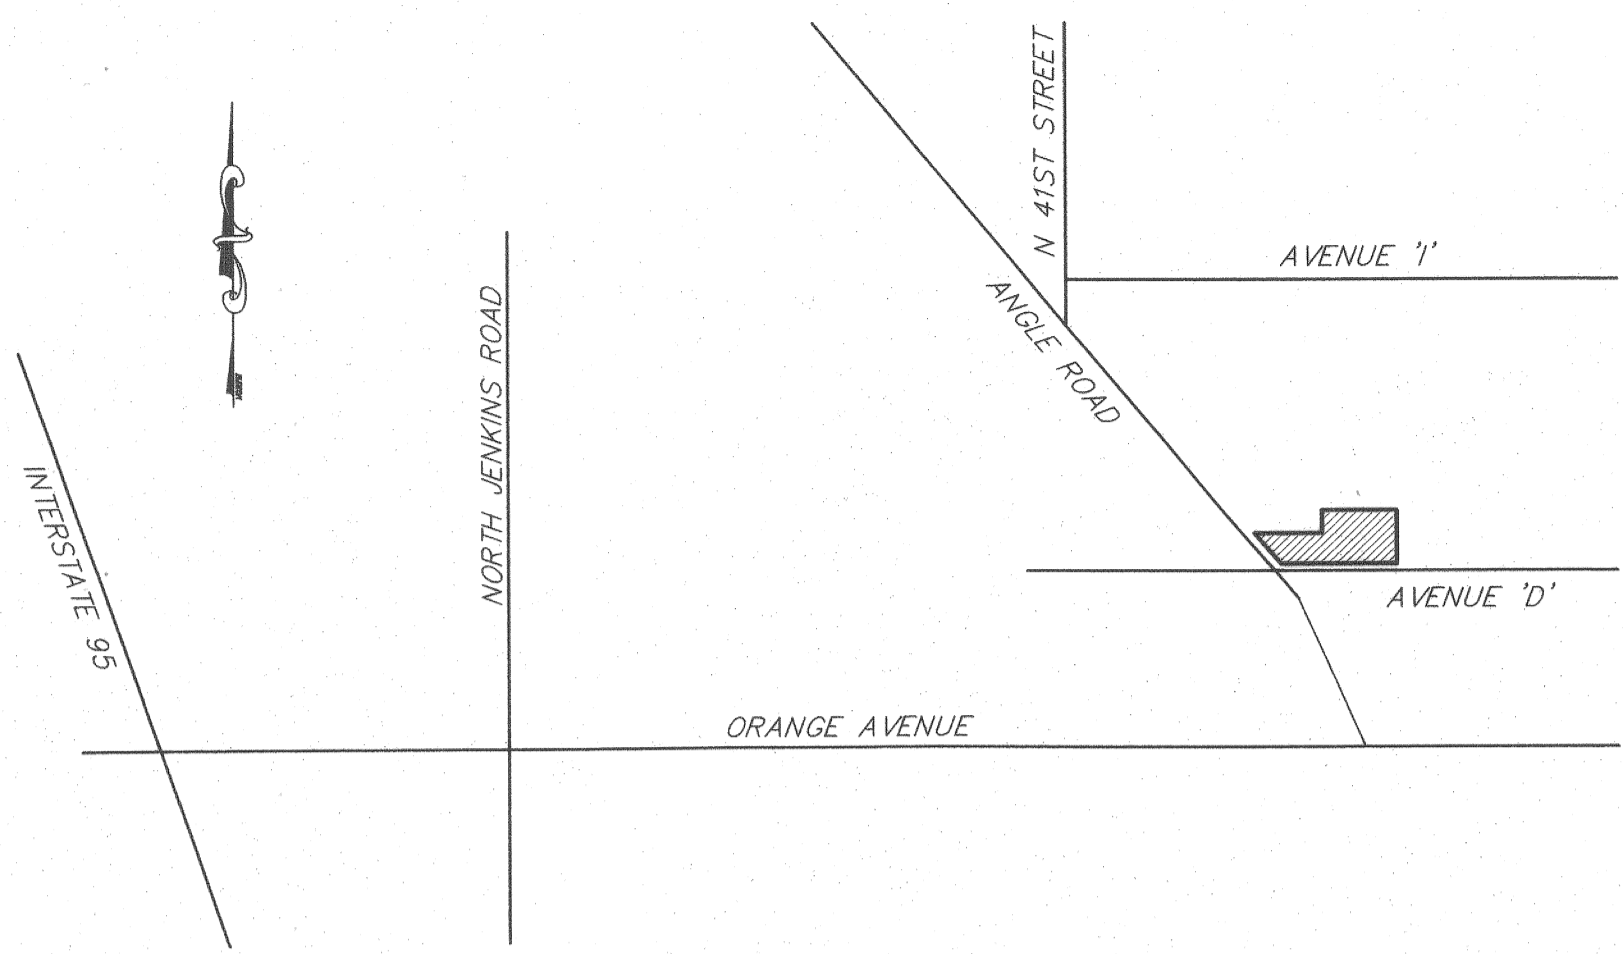 N 41ST STREET
AVENUE 'I'
ANGLE ROAD
NORTH JENKINS ROAD
INTERSTATE 95
AVENUE 'D'
ORANGE AVENUE